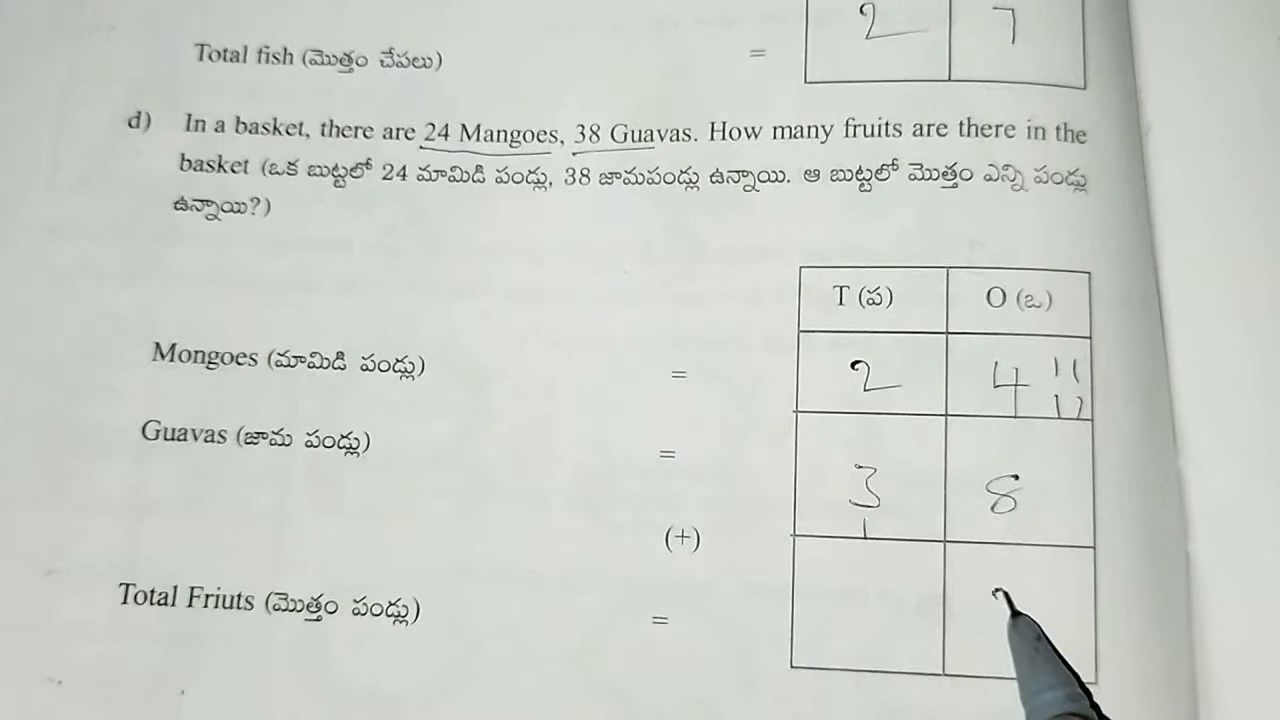 2 7
Total fish (మొత్తం చేపలు) =
d) In a basket, there are 24 Mangoes, 38 Guavas. How many fruits are there in the
basket (ఒక బుట్టలో 24 మామిడి పండ్లు, 38 జామపండ్లు ఉన్నాయి. ఆ బుట్టలో మొత్తం ఎన్ని పండ్లు
ఉన్నాయి?)
T (ప) O (ఒ)
Mongoes (మామిడి పండ్లు) = 2 4
Guavas (జామ పండ్లు) = 3 8
(+) 1
Total Friuts (మొత్తం పండ్లు) =